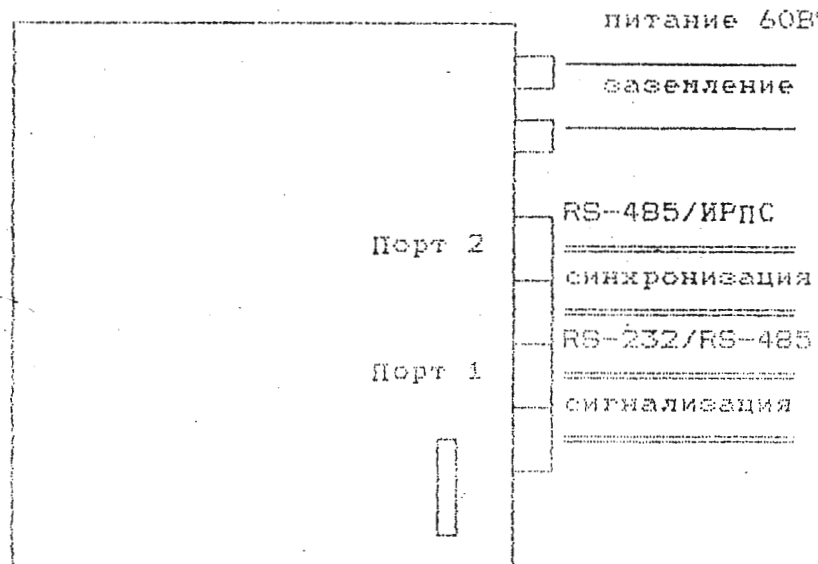 питание 60В
заземление
RS-485/ИРПС
Порт 2
синхронизация
RS-232/RS-485
Порт 1
сигнализация